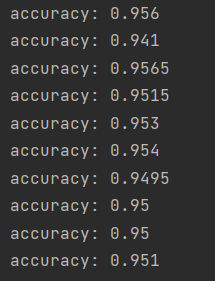 accuracy: 0.956
accuracy: 0.941
accuracy: 0.9565
accuracy: 0.9515
accuracy: 0.953
accuracy: 0.954
accuracy: 0.9495
accuracy: 0.95
accuracy: 0.95
accuracy: 0.951